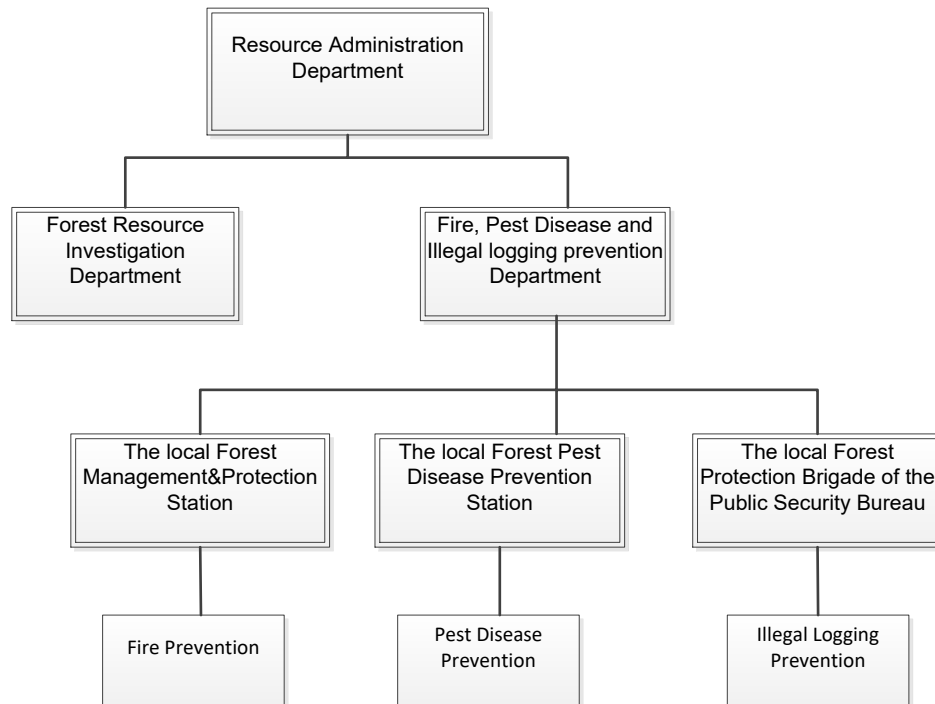 Resource Administration
Department
Forest Resource
Investigation
Department
Fire, Pest Disease and
Illegal logging prevention
Department
The local Forest
Management&Protection
Station
The local Forest Pest
Disease Prevention
Station
The local Forest
Protection Brigade of the
Public Security Bureau
Fire Prevention
Pest Disease
Prevention
Illegal Logging
Prevention